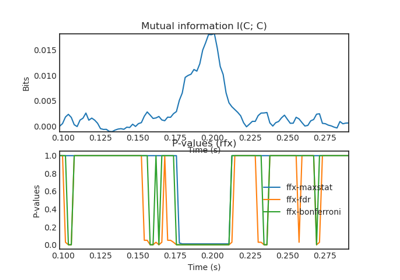 Mutual information I(C; C)
0.015
0.010
0.005
0.000
Bits
0.100 0.125 0.150 0.175 0.200 0.225 0.250 0.275
Time (s)
P-values (ffx)
1.0
0.8
0.6
0.4
0.2
0.0
P-values
ffx-maxstat
ffx-fdr
ffx-bonferroni
0.100 0.125 0.150 0.175 0.200 0.225 0.250 0.275
Time (s)